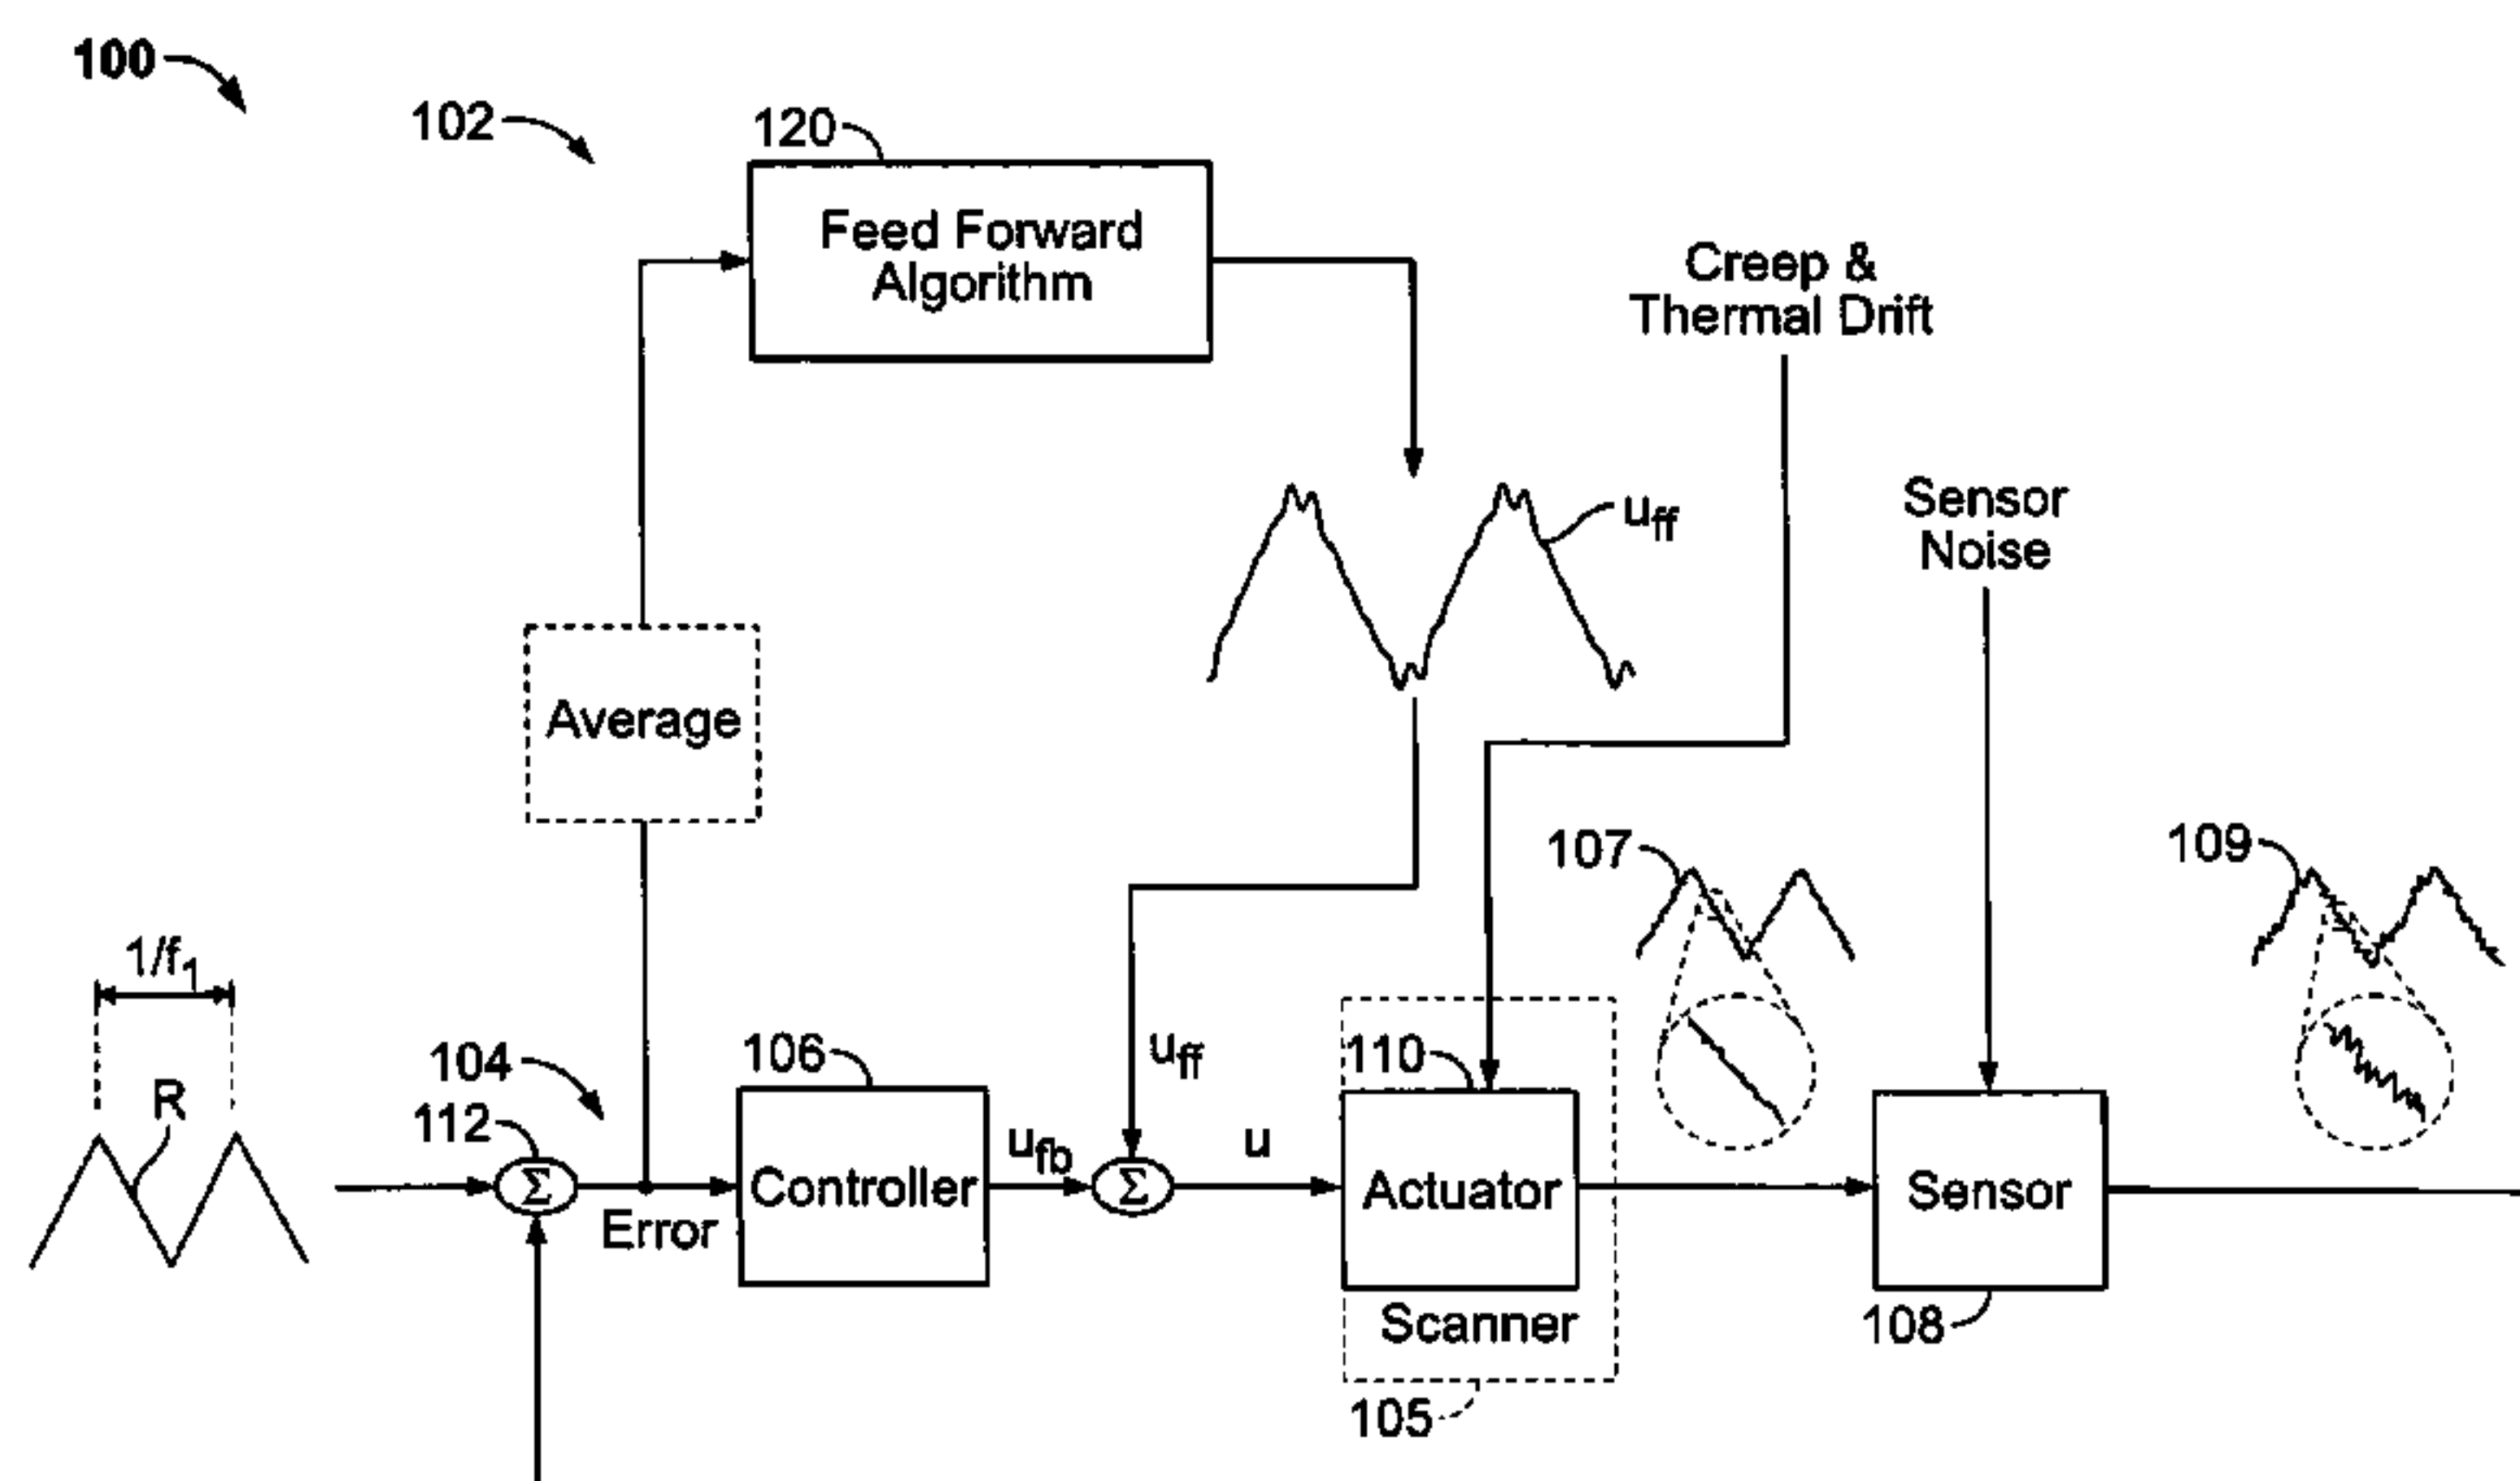 100
102
120
Feed Forward
Algorithm
Creep &
Thermal Drift
uff
Sensor
Noise
Average
107
109
1/f1
R
104
112
Σ
Error
106
Controller
ufb
uff
Σ
u
110
Actuator
Scanner
105
Sensor
108